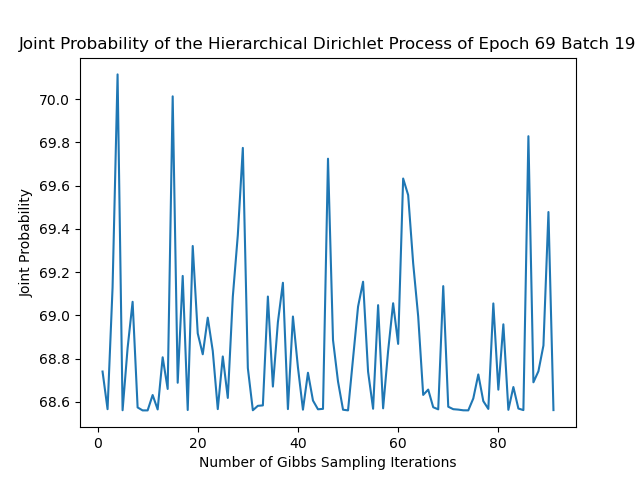 Joint Probability of the Hierarchical Dirichlet Process of Epoch 69 Batch 19
70.0
69.8
69.6
69.4
69.2
69.0
68.8
68.6
Joint Probability
0 20 40 60 80
Number of Gibbs Sampling Iterations